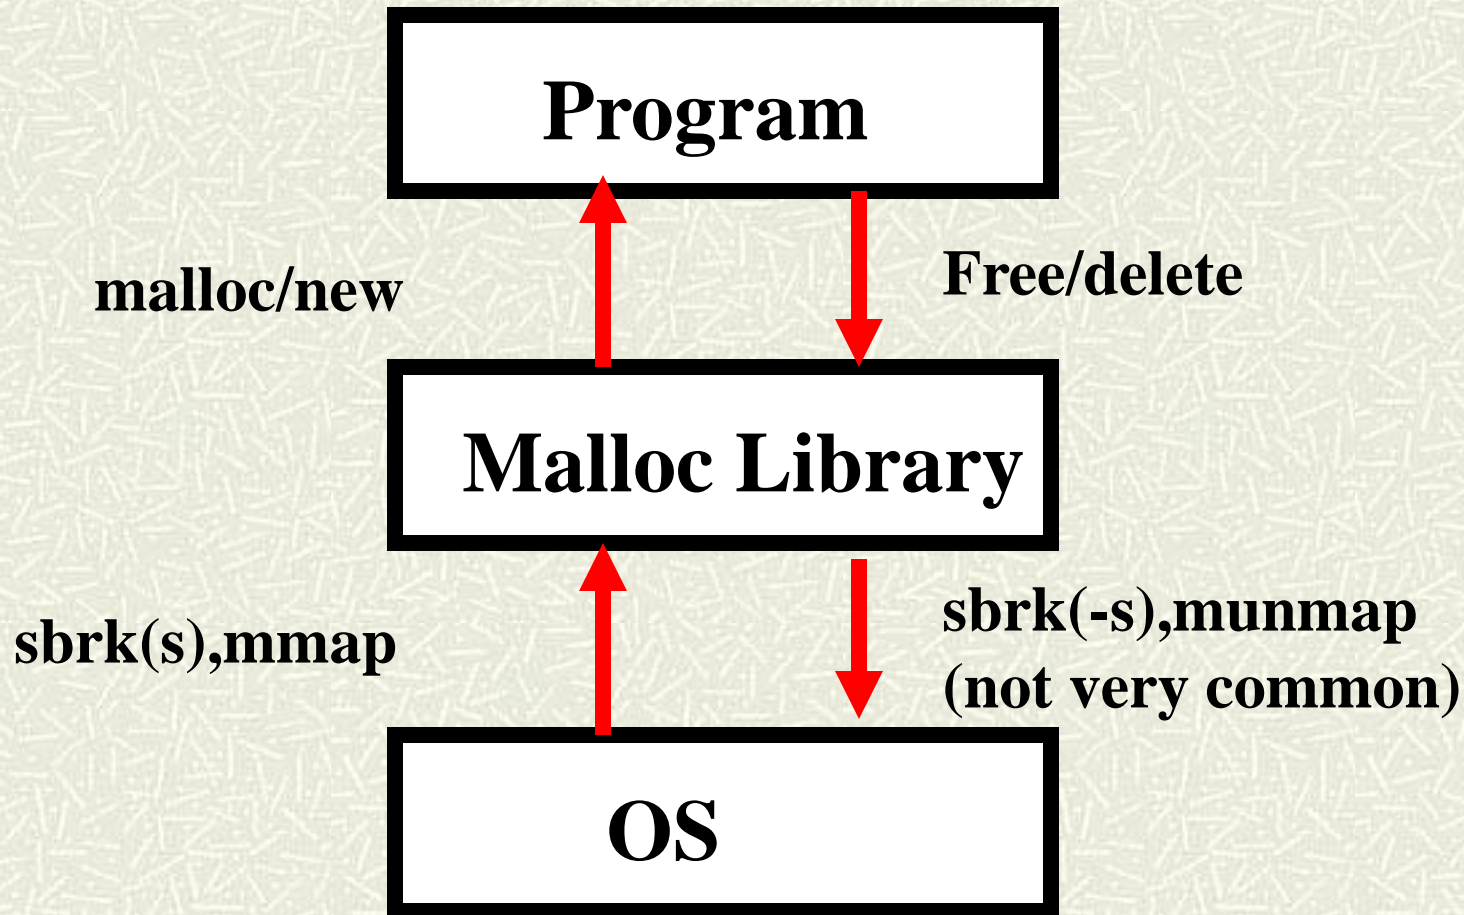 Program
malloc/new
Free/delete
Malloc Library
sbrk(s),mmap
sbrk(-s),munmap
(not very common)
OS